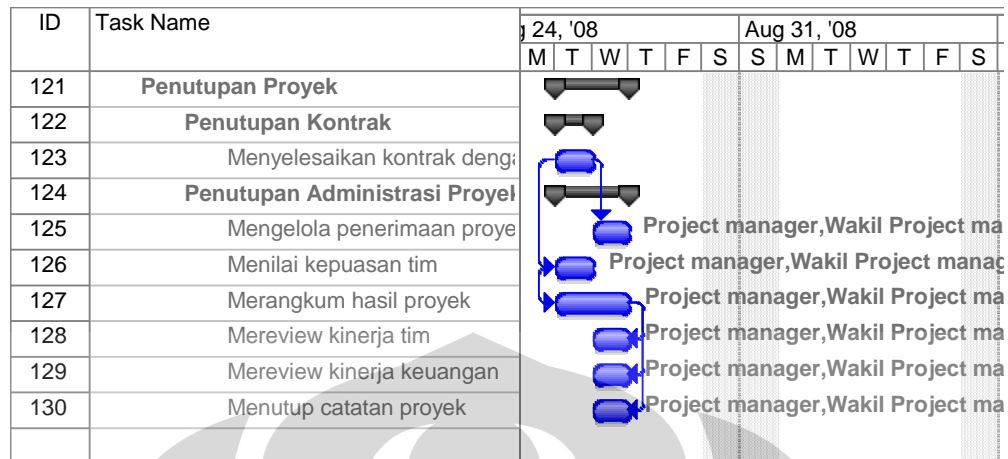 ID Task Name 24, '08 Aug 31, '08
M T W T F S S M T W T F S
121 Penutupan Proyek
122 Penutupan Kontrak
123 Menyelesaikan kontrak denga
124 Penutupan Administrasi Proyek
125 Mengelola penerimaan proye Project manager,Wakil Project ma
126 Menilai kepuasan tim Project manager,Wakil Project manag
127 Merangkum hasil proyek Project manager,Wakil Project ma
128 Mereview kinerja tim Project manager,Wakil Project ma
129 Mereview kinerja keuangan Project manager,Wakil Project ma
130 Menutup catatan proyek Project manager,Wakil Project ma